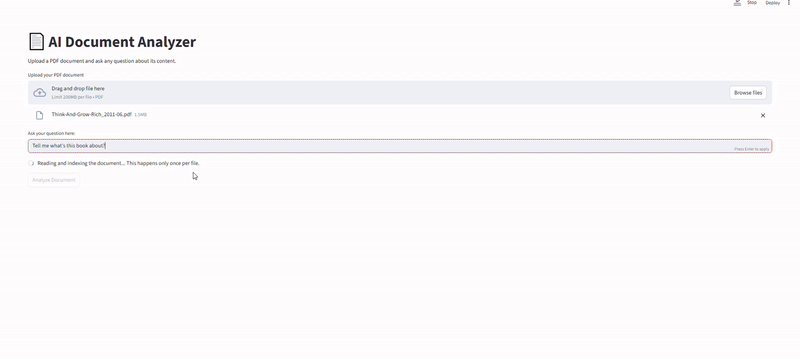 Stop Deploy
AI Document Analyzer
Upload a PDF document and ask any question about its content.
Upload your PDF document
Drag and drop file here
Limit 200MB per file • PDF
Browse files
Think-And-Grow-Rich_2011-06.pdf 1.3MB
Ask your question here:
Tell me what's this book about?
Press Enter to apply
Reading and indexing the document... This happens only once per file.
Analyze Document